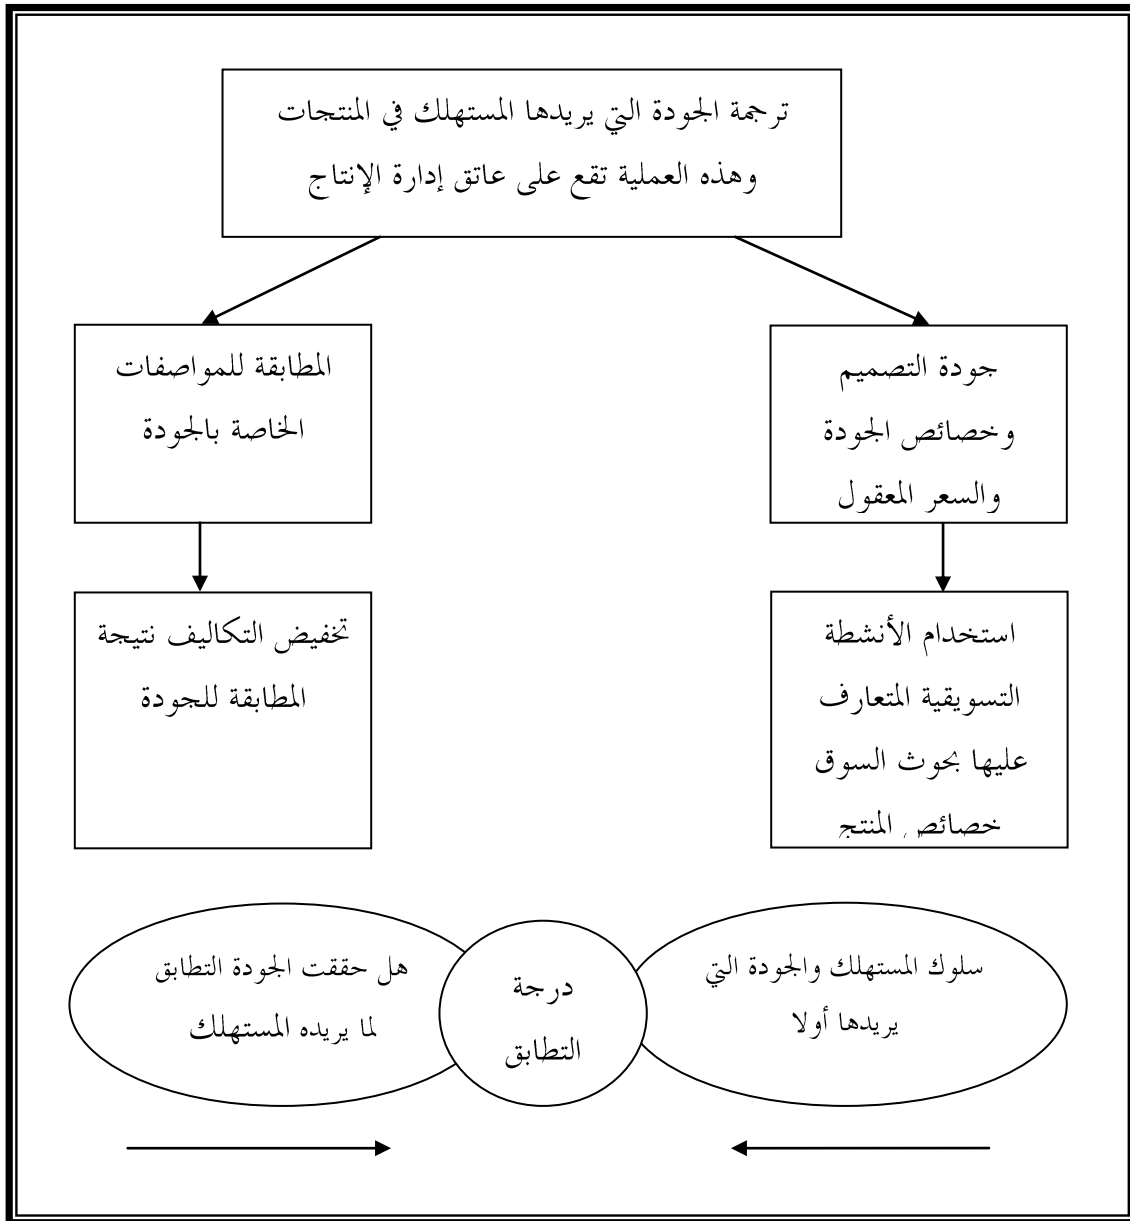 ترجمة الجودة التي يريدها المستهلك في المنتجات
وهذه العملية تقع على عاتق إدارة الإنتاج
جودة التصميم
وخصائص الجودة
والسعر المعقول
المطابقة للمواصفات
الخاصة بالجودة
استخدام الأنشطة
التسويقية المتعارف
عليها بحوث السوق
خصائص المنتج
تخفيض التكاليف نتيجة
المطابقة للجودة
سلوك المستهلك والجودة التي
يريدها أولا
درجة
التطابق
هل حققت الجودة التطابق
لما يريده المستهلك